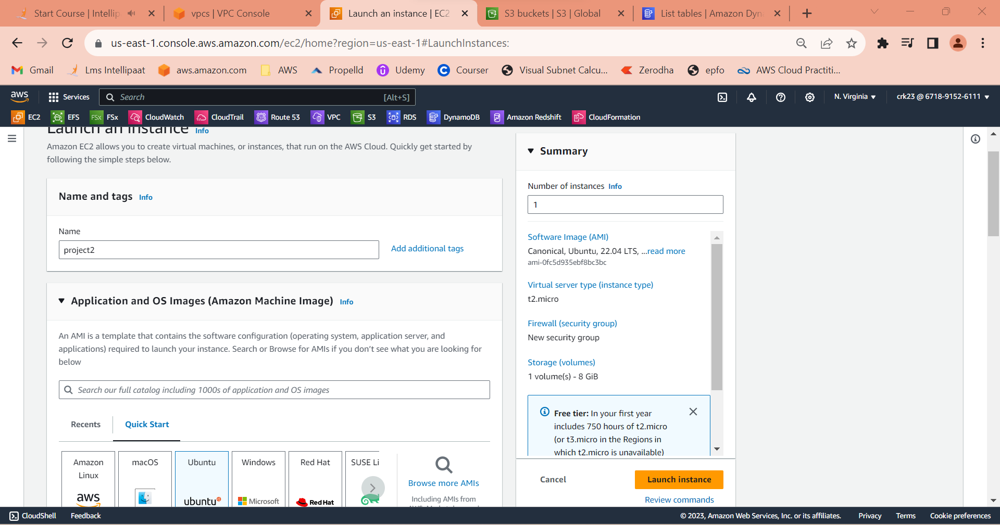 Start Course | Intellip
vpcs | VPC Console
Launch an instance | EC2
S3 buckets | S3 | Global
List tables | Amazon Dyn
us-east-1.console.aws.amazon.com/ec2/home?region=us-east-1#LaunchInstances:
Gmail
Lms Intellipaat
aws.amazon.com
AWS
Propelld
Udemy
Courser
Visual Subnet Calcu...
Zerodha
epfo
AWS Cloud Practiti...
aws
Services
Search
[Alt+S]
N. Virginia
crk23 @ 6718-9152-6111
EC2
EFS
FSx
FSx
CloudWatch
CloudTrail
Route 53
VPC
S3
RDS
DynamoDB
Amazon Redshift
CloudFormation
Launch an instance Info
Amazon EC2 allows you to create virtual machines, or instances, that run on the AWS Cloud. Quickly get started by
following the simple steps below.
Name and tags Info
Name
project2
Add additional tags
Application and OS Images (Amazon Machine Image) Info
An AMI is a template that contains the software configuration (operating system, application server, and
applications) required to launch your instance. Search or Browse for AMIs if you don't see what you are looking for
below
Search our full catalog including 1000s of application and OS images
Recents
Quick Start
Amazon
Linux
aws
macOS
Ubuntu
ubuntu
Windows
Microsoft
Red Hat
Red Hat
SUSE Li
Browse more AMIs
Including AMIs from
Summary
Number of instances Info
1
Software Image (AMI)
Canonical, Ubuntu, 22.04 LTS, ...read more
ami-0fc5d935ebf8bc3bc
Virtual server type (instance type)
t2.micro
Firewall (security group)
New security group
Storage (volumes)
1 volume(s) - 8 GiB
Free tier: In your first year
includes 750 hours of t2.micro
(or t3.micro in the Regions in
which t2.micro is unavailable)
Cancel
Launch instance
Review commands
CloudShell
Feedback
© 2023, Amazon Web Services, Inc. or its affiliates.
Privacy
Terms
Cookie preferences